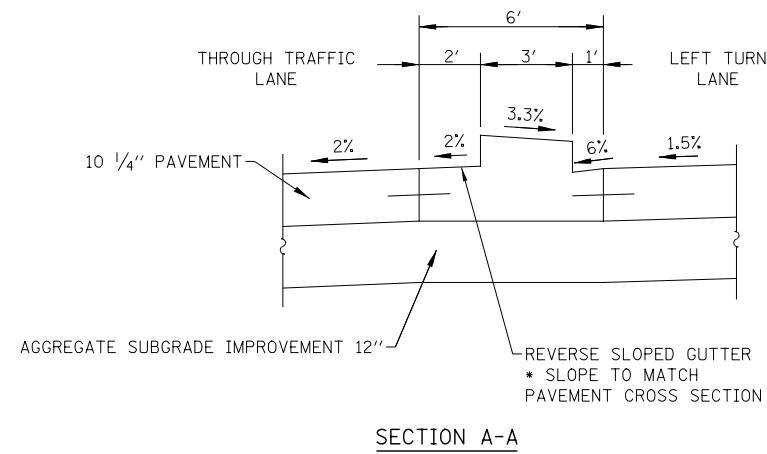 6'
THROUGH TRAFFIC
LANE
2'
3'
1'
LEFT TURN
LANE
3.3%
2%
2%
6%
1.5%
10 1/4" PAVEMENT
AGGREGATE SUBGRADE IMPROVEMENT 12"
REVERSE SLOPED GUTTER
* SLOPE TO MATCH
PAVEMENT CROSS SECTION
SECTION A-A